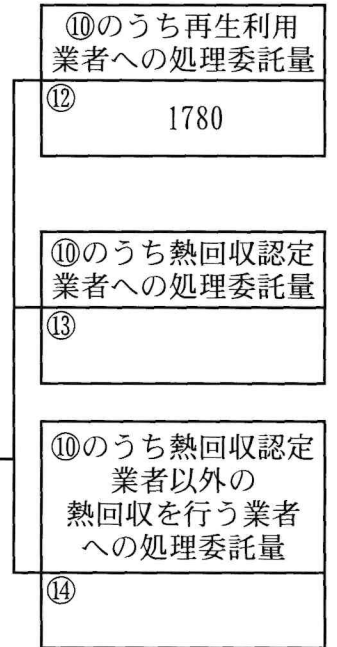 ⑩のうち再生利用
業者への処理委託量
⑫
1780
⑩のうち熱回収認定
業者への処理委託量
⑬
⑩のうち熱回収認定
業者以外の
熱回収を行う業者
への処理委託量
⑭